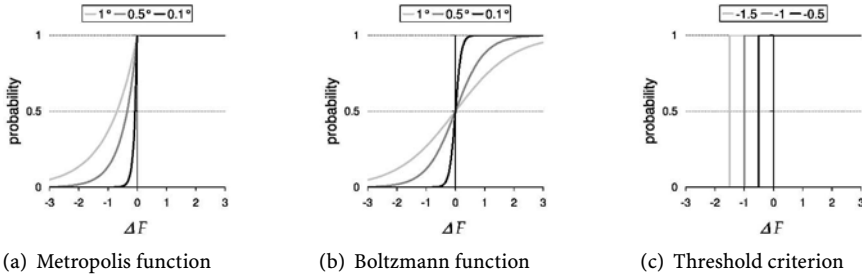 1° 0.5° 0.1°
1
probability
0.5
0
-3 -2 -1 0 1 2 3
ΔF
(a) Metropolis function
1° 0.5° 0.1°
1
probability
0.5
0
-3 -2 -1 0 1 2 3
ΔF
(b) Boltzmann function
-1.5 -1 -0.5
1
probability
0.5
0
-3 -2 -1 0 1 2 3
ΔF
(c) Threshold criterion